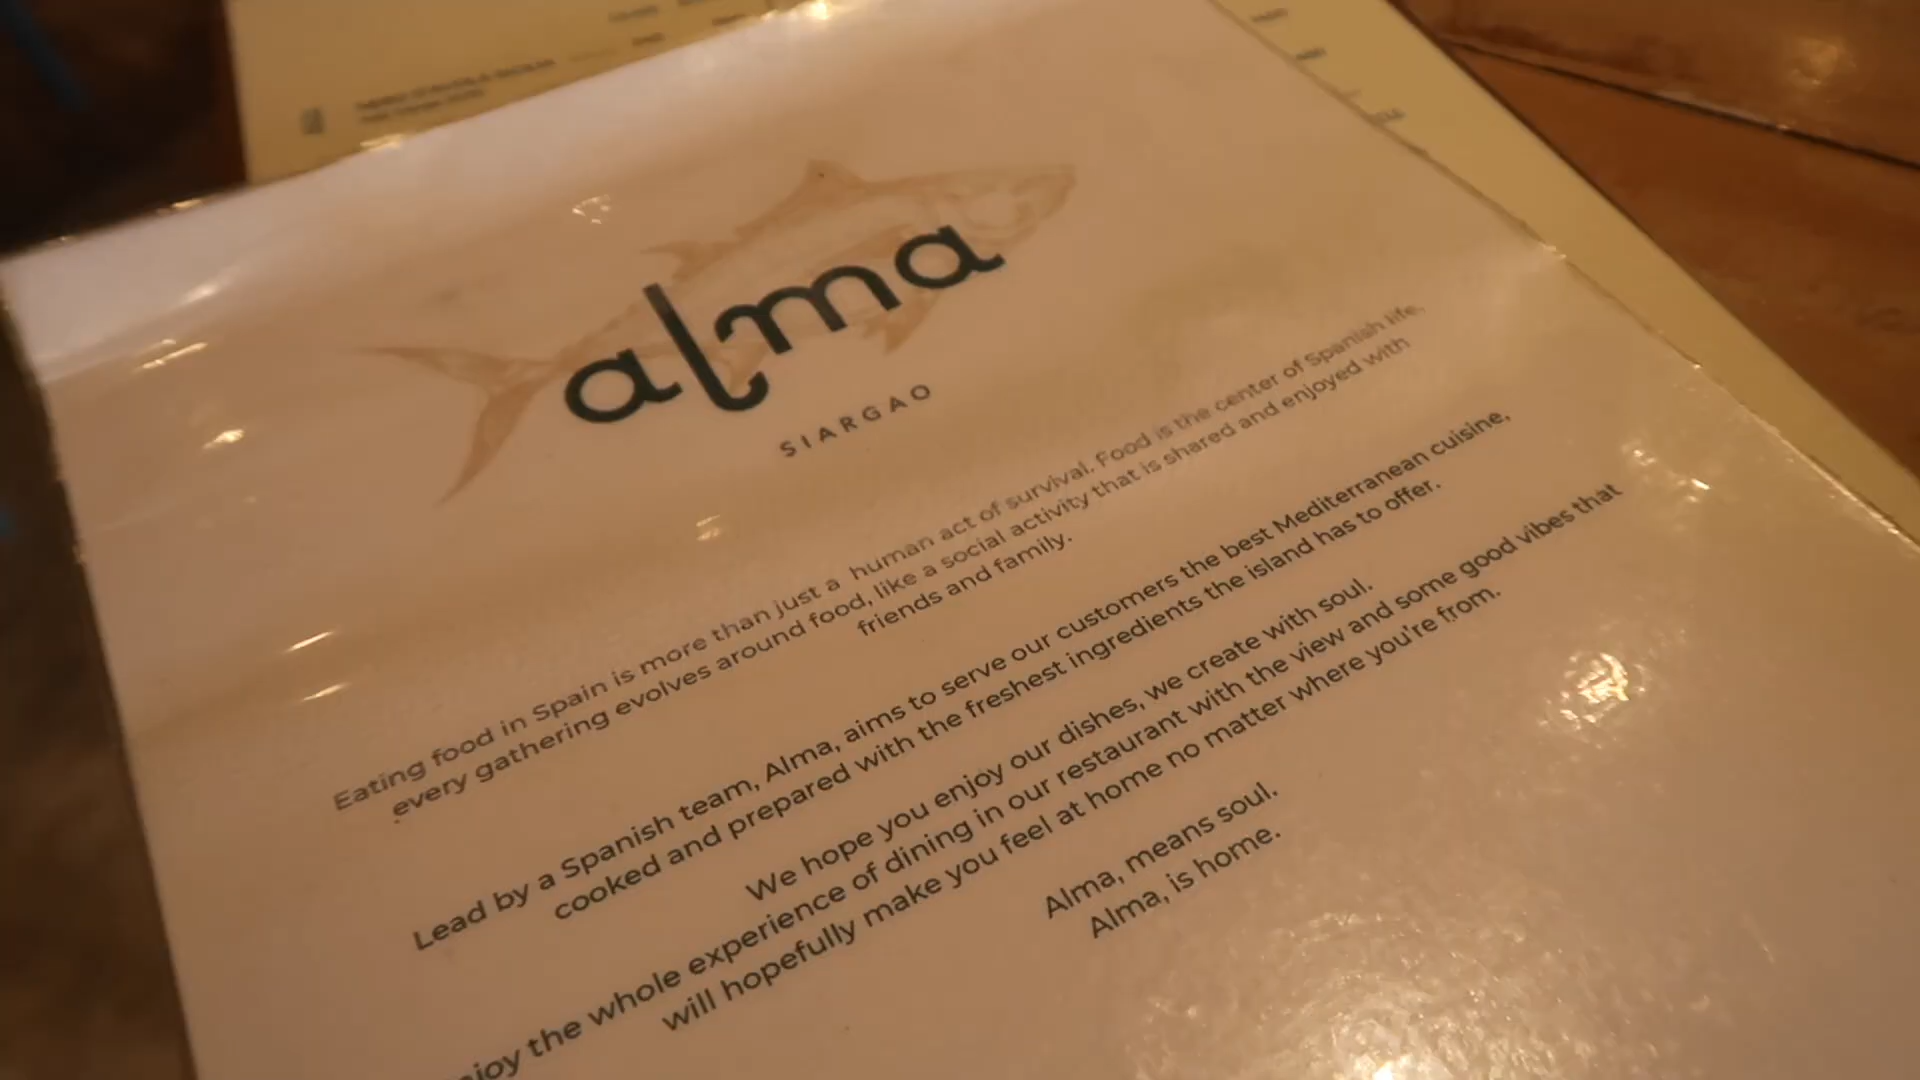 alma
SIARGAO
Eating food in Spain is more than just a human act of survival. Food is the center of Spanish life,
every gathering evolves around food, like a social activity that is shared and enjoyed with
friends and family.
Lead by a Spanish team, Alma, aims to serve our customers the best Mediterranean cuisine,
cooked and prepared with the freshest ingredients the island has to offer.
We hope you enjoy our dishes, we create with soul.
the whole experience of dining in our restaurant with the view and some good vibes that
will hopefully make you feel at home no matter where you're from.
Alma, means soul.
Alma, is home.